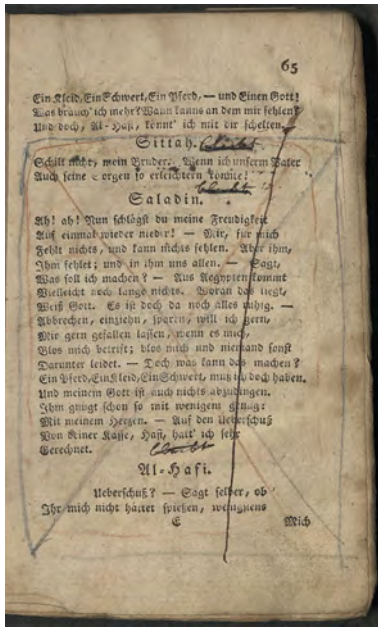 65
Ein Kleid, Ein Schwert, Ein Pferd, — und Einen Gott!
Was brauch' ich mehr? Wann kanns an dem mir fehlen?
Und doch, Al-Hafi, könnt' ich mit dir schelten.
Sittah.
Schilt nicht, mein Bruder. Wenn ich unserm Vater
Auch seine Sorgen so erleichtern könnte!
bleibt
Saladin.
Ah! ah! Nun schlägst du meine Freudigkeit
Auf einmal wieder nieder! — Mir, für mich
Fehlt nichts, und kann nichts fehlen. Aber ihm,
Ihm fehlet; und in ihm uns allen. — Sagt,
Was soll ich machen? — Aus Aegypten kommt
Vielleicht noch lange nichts. Woran das liegt,
Weiß Gott. Es ist doch da noch alles ruhig. —
Abbrechen, einziehn, sparen, will ich gern,
Mir gern gefallen lassen, wenn es mich,
Blos mich betrift; blos mich und niemand sonst
Darunter leidet. — Doch was kann das machen?
Ein Pferd, Ein Kleid, Ein Schwert, muß ich doch haben.
Und meinem Gott ist auch nichts abzudingen.
Ihm gnügt schon so mit wenigem genug:
Mit meinem Herzen. — Auf den Ueberschuß
Von deiner Kasse, Hafi, hatt' ich sehr
Gerechnet.
bleibt
Al-Hafi.
Ueberschuß? — Sagt selber, ob
Ihr mich nicht hättet spießen, wenigstens
E Mich